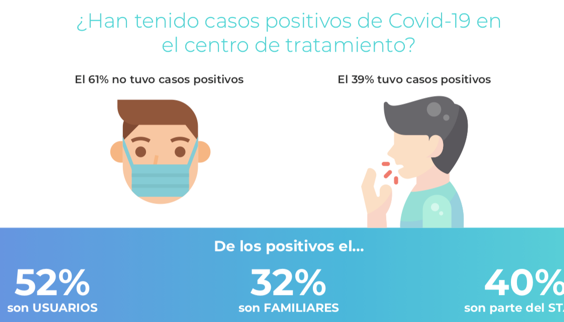 ¿Han tenido casos positivos de Covid-19 en
el centro de tratamiento?
El 61% no tuvo casos positivos
El 39% tuvo casos positivos
De los positivos el...
52%
32%
40%
son USUARIOS
son FAMILIARES
son parte del